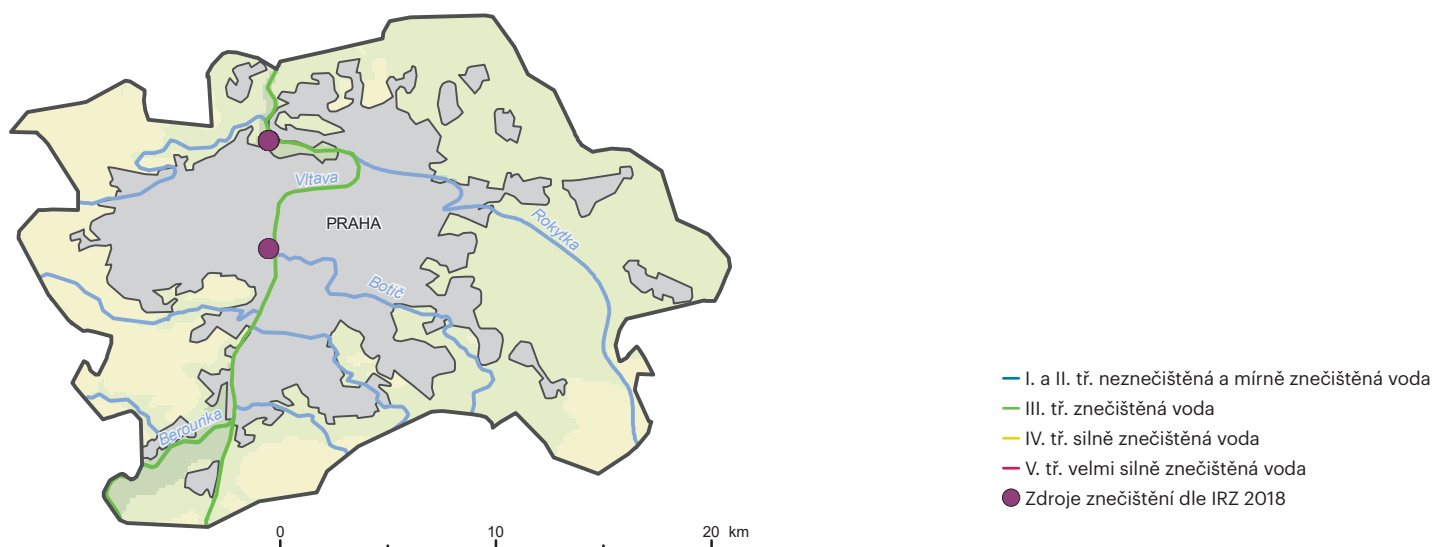 Vltava
PRAHA
Rokytka
Botič
Berounka
0 10 20 km
I. a II. tř. neznečištěná a mírně znečištěná voda
III. tř. znečištěná voda
IV. tř. silně znečištěná voda
V. tř. velmi silně znečištěná voda
Zdroje znečištění dle IRZ 2018